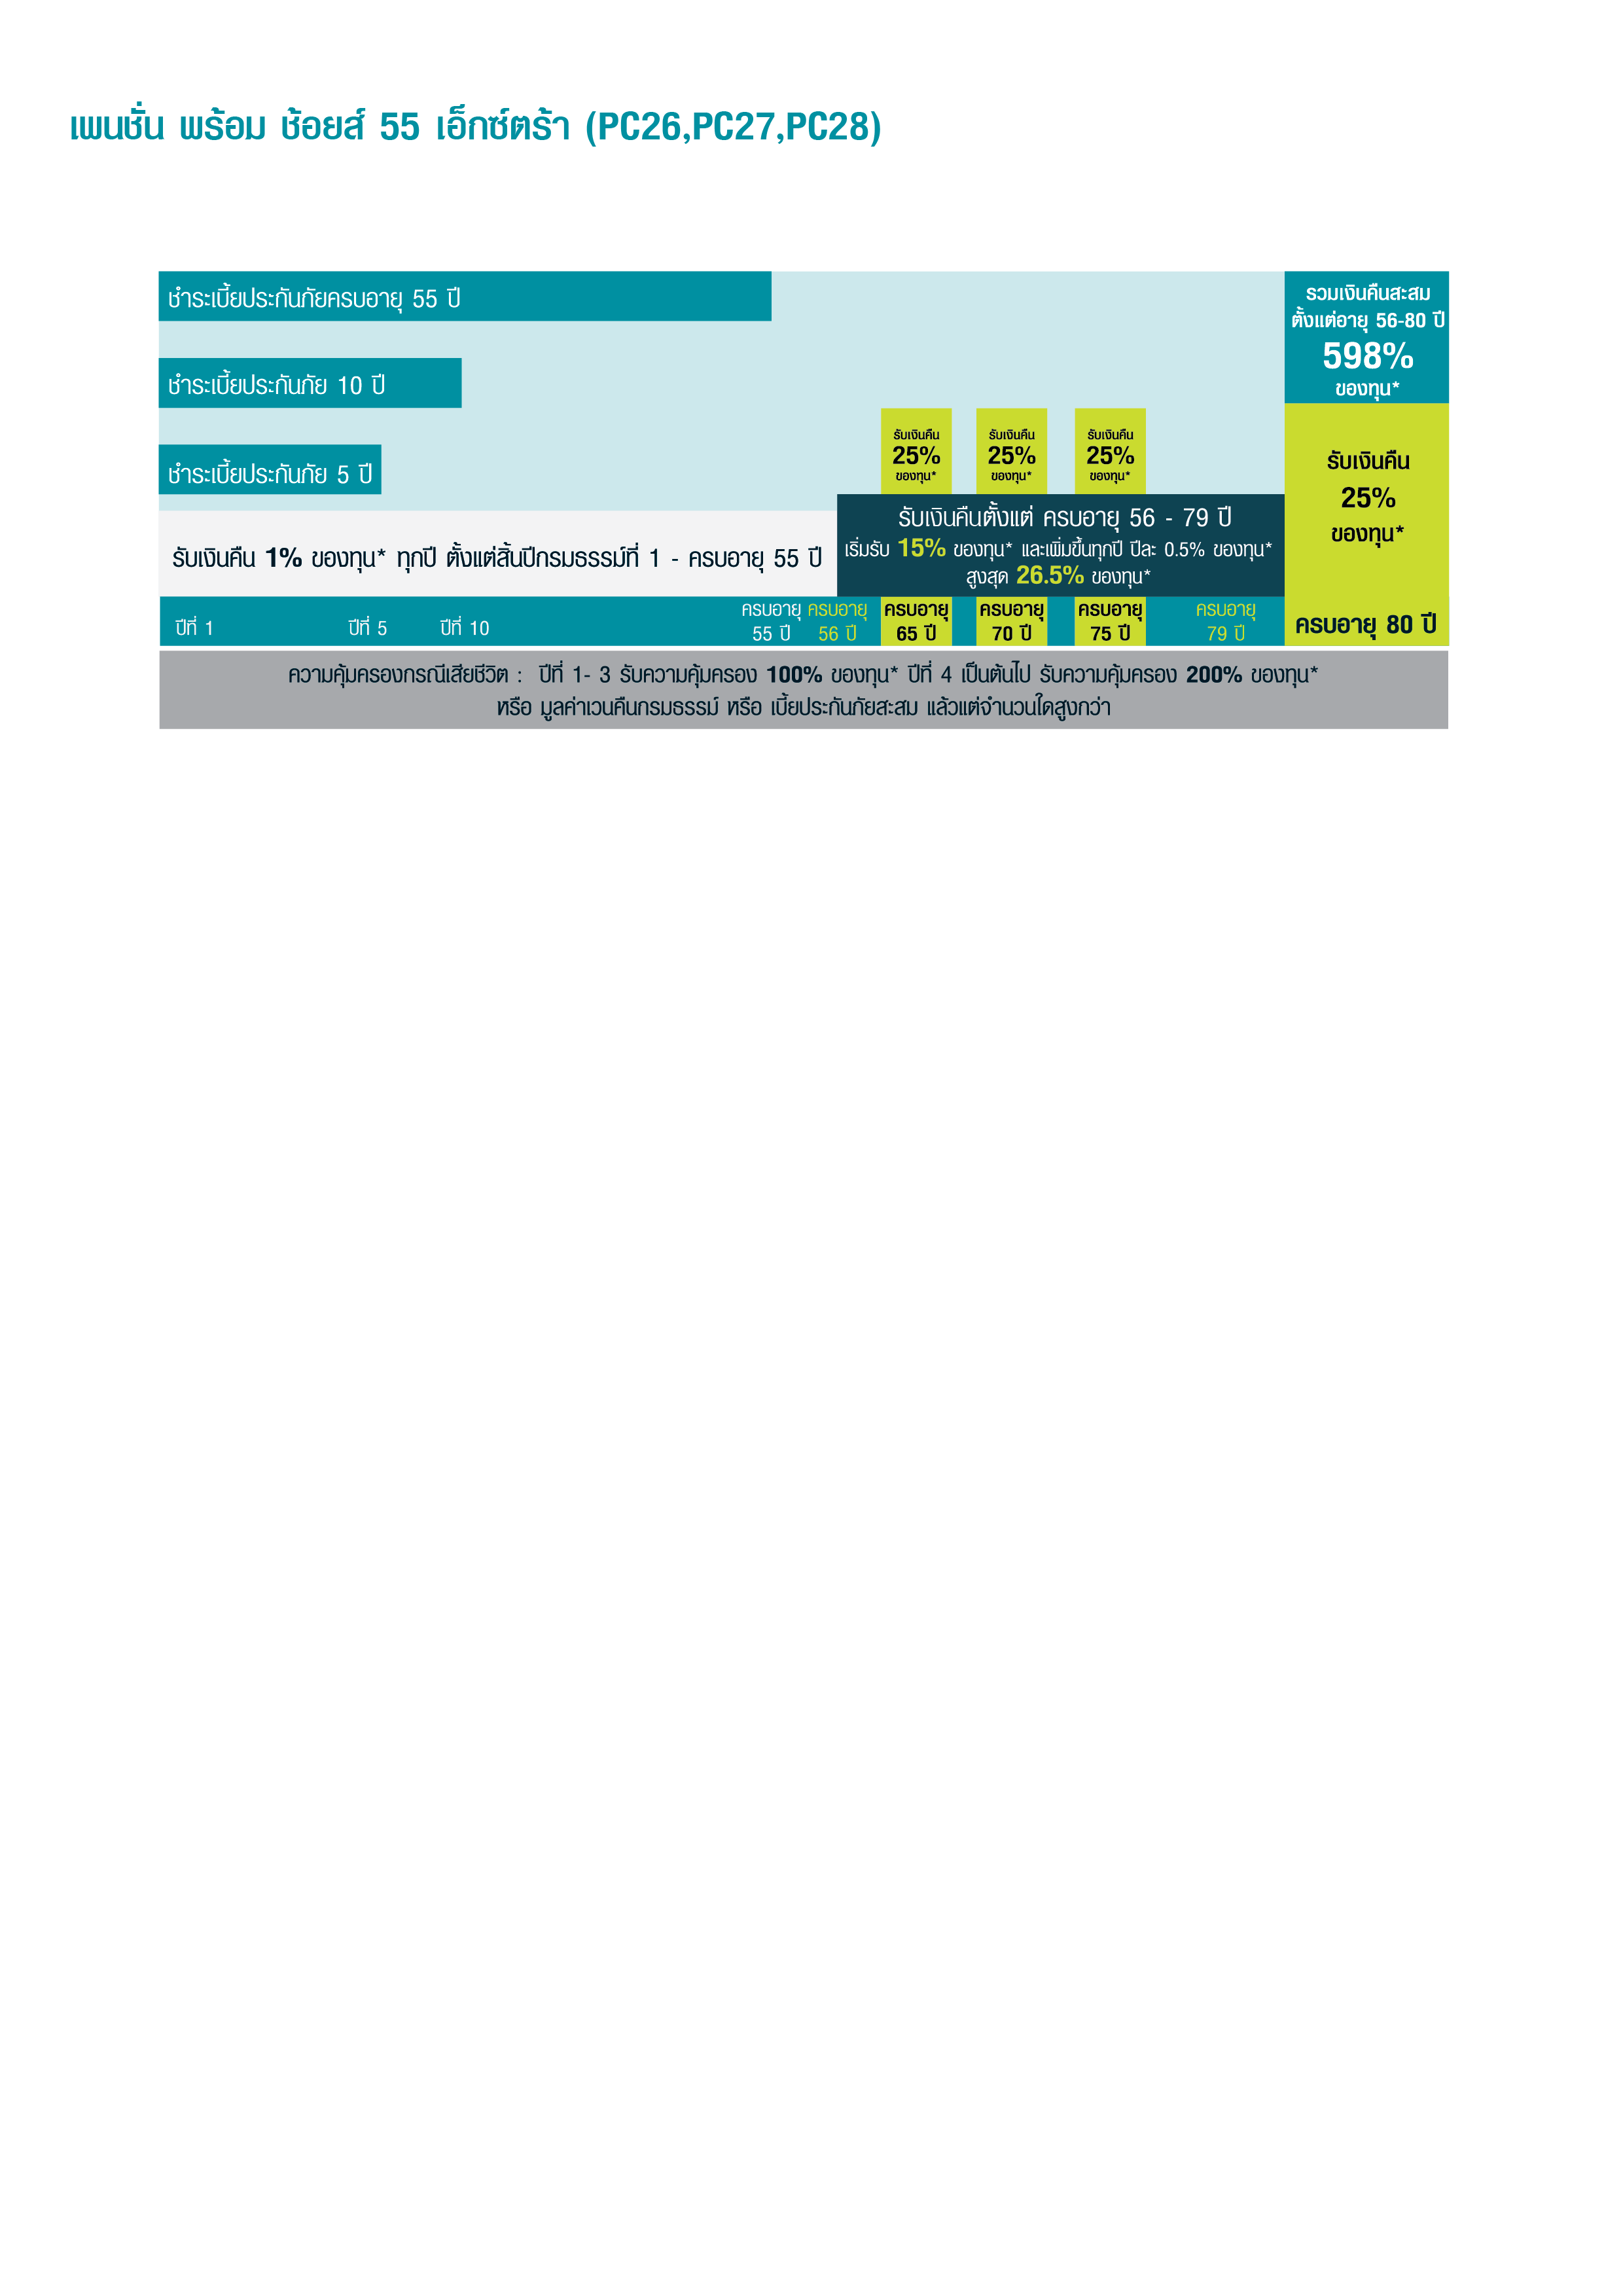 เพนชั่น พร้อม ช้อยส์ 55 เอ็กซ์ตร้า (PC26,PC27,PC28)
ชำระเบี้ยประกันภัยครบอายุ 55 ปี
ชำระเบี้ยประกันภัย 10 ปี
ชำระเบี้ยประกันภัย 5 ปี
รวมเงินคืนสะสม
ตั้งแต่อายุ 56-80 ปี
598%
ของทุน*
รับเงินคืน
25%
ของทุน*
รับเงินคืน
25%
ของทุน*
รับเงินคืน
25%
ของทุน*
รับเงินคืน
25%
ของทุน*
รับเงินคืน 1% ของทุน* ทุกปี ตั้งแต่สิ้นปีกรมธรรม์ที่ 1 - ครบอายุ 55 ปี
รับเงินคืนตั้งแต่ ครบอายุ 56 - 79 ปี
เริ่มรับ 15% ของทุน* และเพิ่มขึ้นทุกปี ปีละ 0.5% ของทุน*
สูงสุด 26.5% ของทุน*
ปีที่ 1
ปีที่ 5
ปีที่ 10
ครบอายุ
55 ปี
ครบอายุ
56 ปี
ครบอายุ
65 ปี
ครบอายุ
70 ปี
ครบอายุ
75 ปี
ครบอายุ
79 ปี
ครบอายุ 80 ปี
ความคุ้มครองกรณีเสียชีวิต : ปีที่ 1- 3 รับความคุ้มครอง 100% ของทุน* ปีที่ 4 เป็นต้นไป รับความคุ้มครอง 200% ของทุน*
หรือ มูลค่าเวนคืนกรมธรรม์ หรือ เบี้ยประกันภัยสะสม แล้วแต่จำนวนใดสูงกว่า